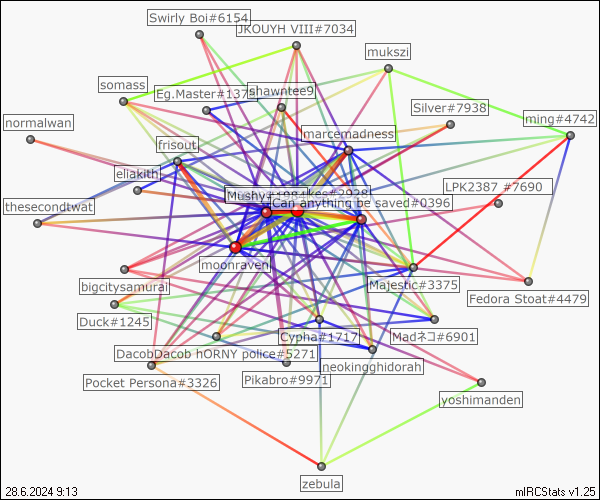 Swirly Boi#6154
JKOUYH VIII#7034
mukszi
somass
Eg.Master#137
shawntee9
Silver#7938
ming#4742
normalwan
marcemadness
frisout
eliakith
LPK2387 #7690
Mushy#1984
#2928
Can anything be saved#0396
thesecondtwat
moonraven
bigcitysamurai
Majestic#3375
Fedora Stoat#4479
Duck#1245
Cypha#1717
Madネコ#6901
DacobDacob hORNY police#5271
neokingghidorah
Pocket Persona#3326
Pikabro#9971
yoshimanden
zebula
28.6.2024 9:13
mIRCStats v1.25